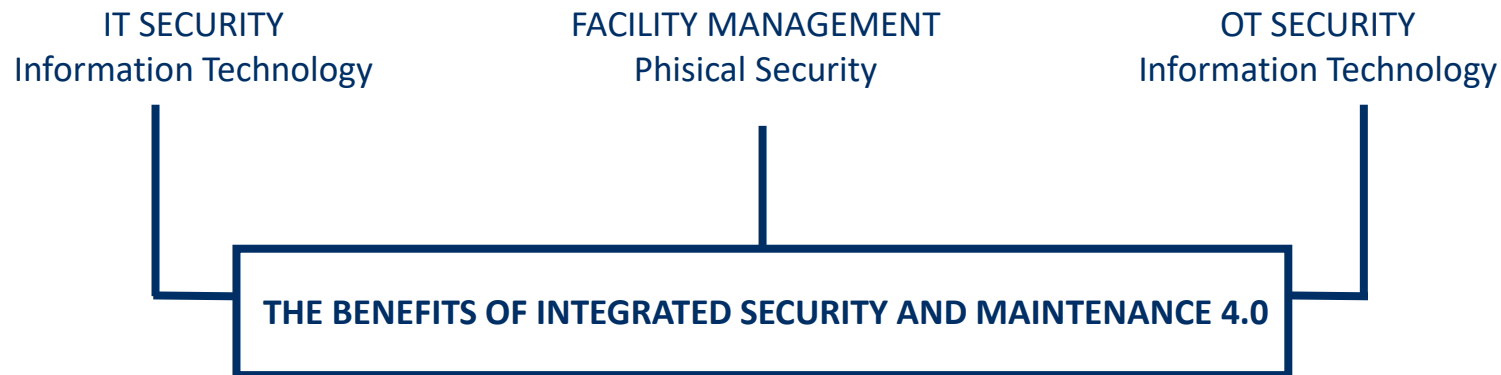 IT SECURITY
Information Technology
FACILITY MANAGEMENT
Phisical Security
OT SECURITY
Information Technology
THE BENEFITS OF INTEGRATED SECURITY AND MAINTENANCE 4.0